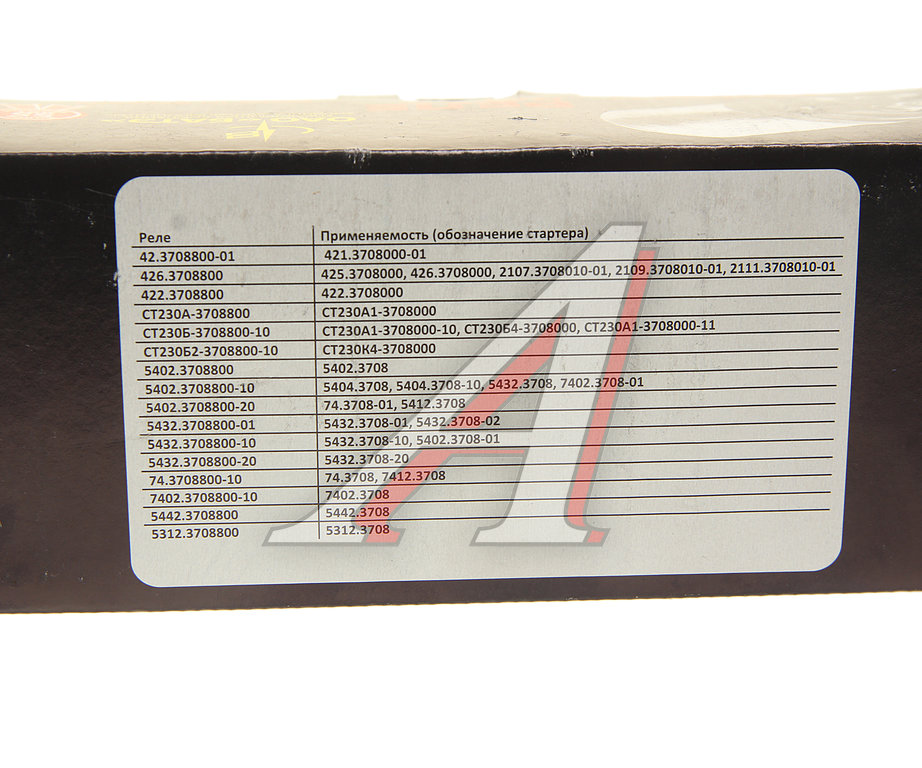 Реле Применяемость (обозначение стартера)
42.3708800-01 421.3708000-01
426.3708800 425.3708000, 426.3708000, 2107.3708010-01, 2109.3708010-01, 2111.3708010-01
422.3708800 422.3708000
СТ230А-3708800 СТ230А1-3708000
СТ230Б-3708800-10 СТ230А1-3708000-10, СТ230Б4-3708000, СТ230А1-3708000-11
СТ230Б2-3708800-10 СТ230К4-3708000
5402.3708800 5402.3708
5402.3708800-10 5404.3708, 5404.3708-10, 5432.3708, 7402.3708-01
5402.3708800-20 74.3708-01, 5412.3708
5432.3708800-01 5432.3708-01, 5432.3708-02
5432.3708800-10 5432.3708-10, 5402.3708-01
5432.3708800-20 5432.3708-20
74.3708800-10 74.3708, 7412.3708
7402.3708800-10 7402.3708
5442.3708800 5442.3708
5312.3708800 5312.3708